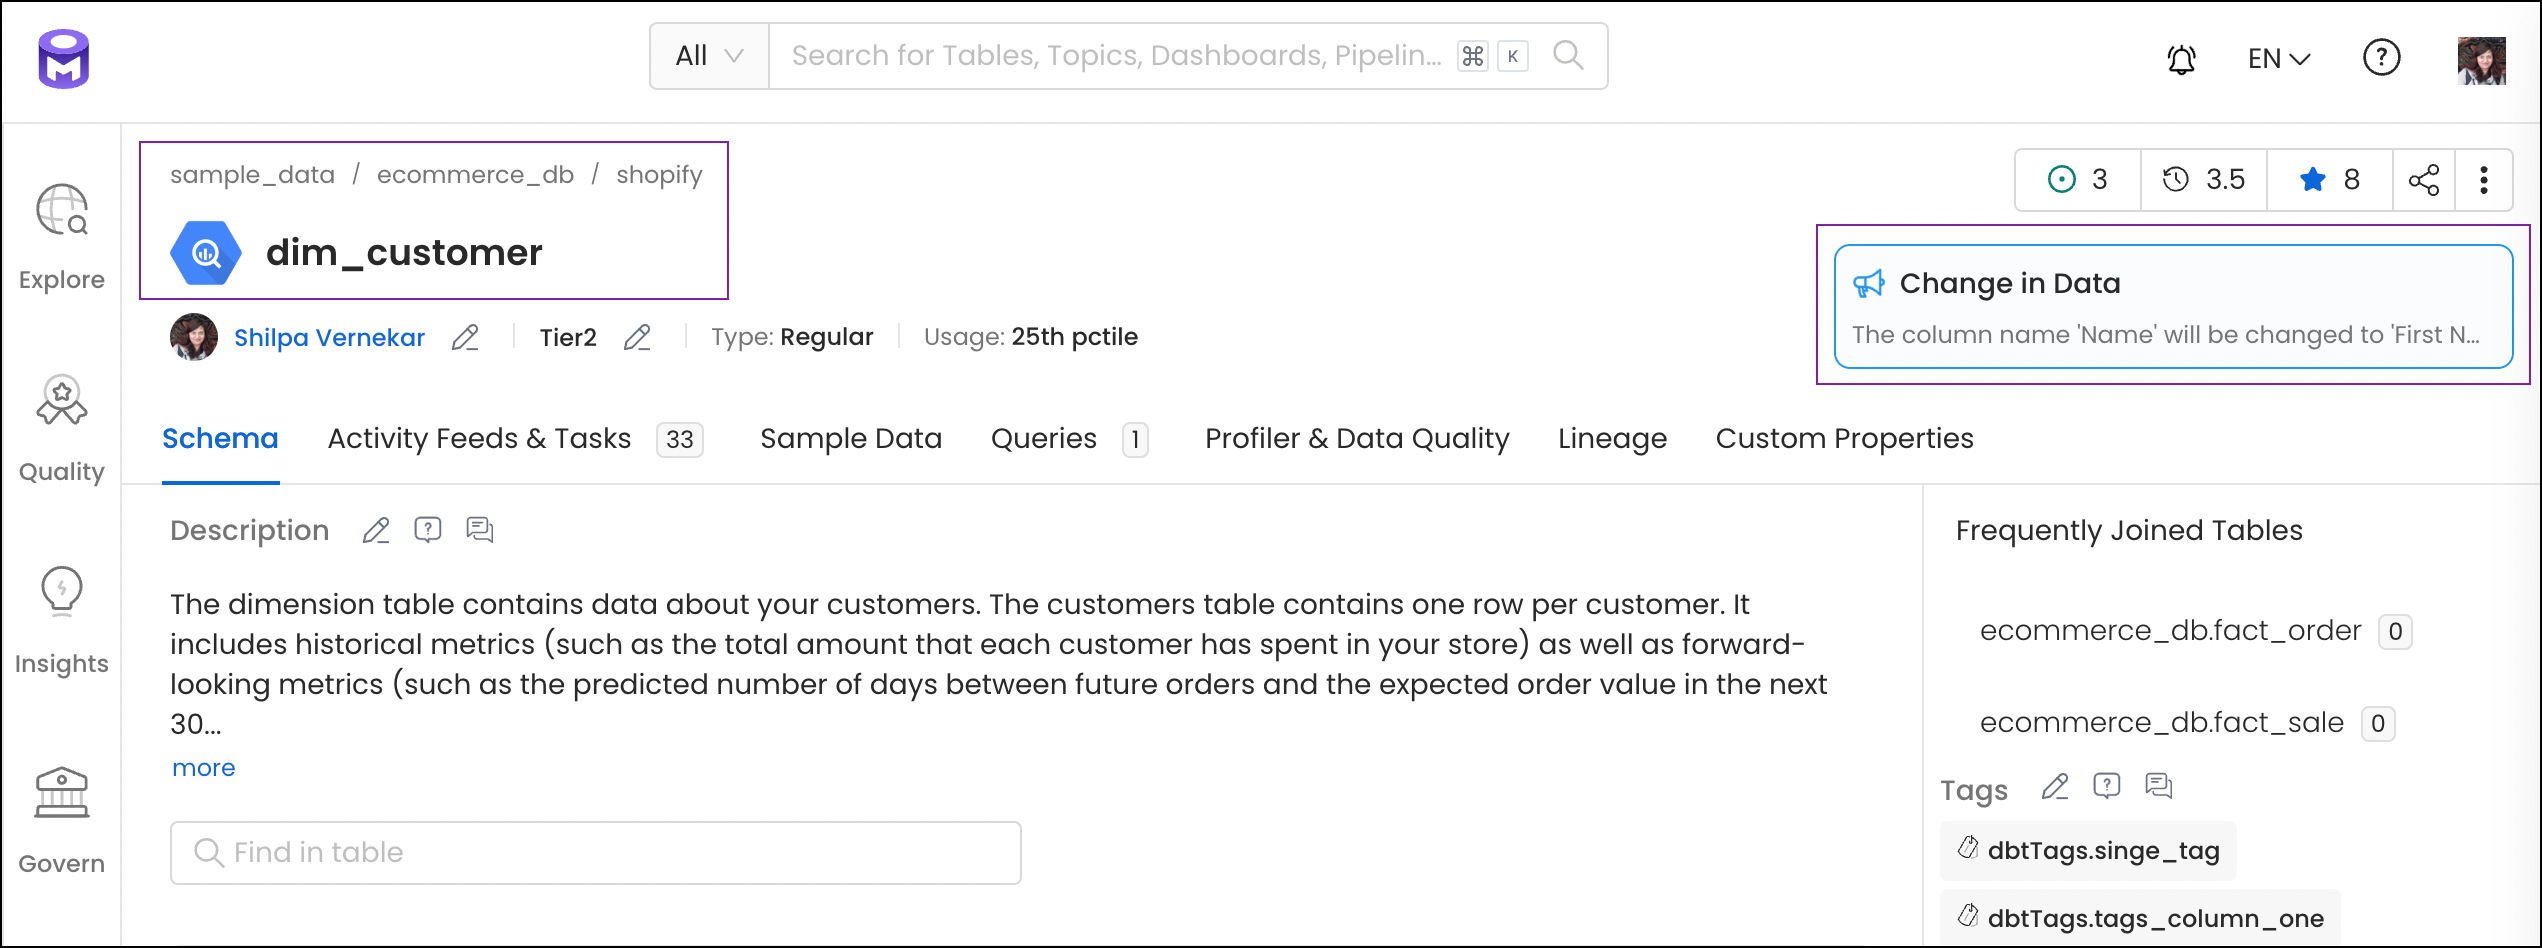 All
Search for Tables, Topics, Dashboards, Pipelin... ⌘ K
EN
sample_data / ecommerce_db / shopify
3
3.5
8
dim_customer
Change in Data
The column name 'Name' will be changed to 'First N...
Shilpa Vernekar
Tier2
Type: Regular
Usage: 25th pctile
Explore
Quality
Insights
Govern
Schema
Activity Feeds & Tasks 33
Sample Data
Queries 1
Profiler & Data Quality
Lineage
Custom Properties
Description
The dimension table contains data about your customers. The customers table contains one row per customer. It
includes historical metrics (such as the total amount that each customer has spent in your store) as well as forward-
looking metrics (such as the predicted number of days between future orders and the expected order value in the next
30...
more
Find in table
Frequently Joined Tables
ecommerce_db.fact_order 0
ecommerce_db.fact_sale 0
Tags
dbtTags.singe_tag
dbtTags.tags_column_one